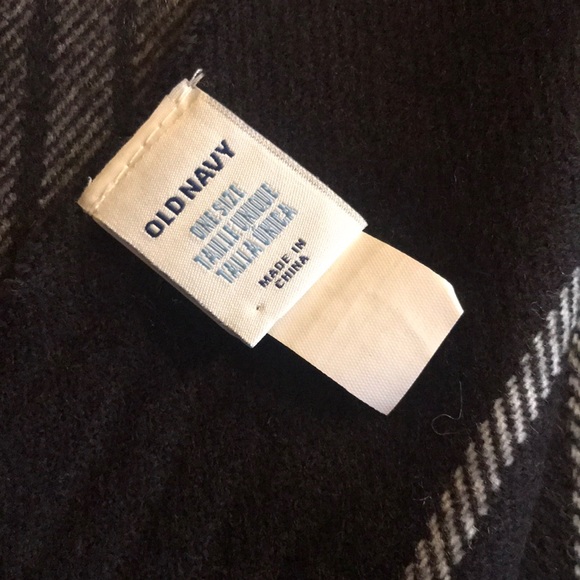 OLD NAVY
ONE SIZE
TAILLE UNIQUE
TALLA ÚNICA
MADE IN
CHINA